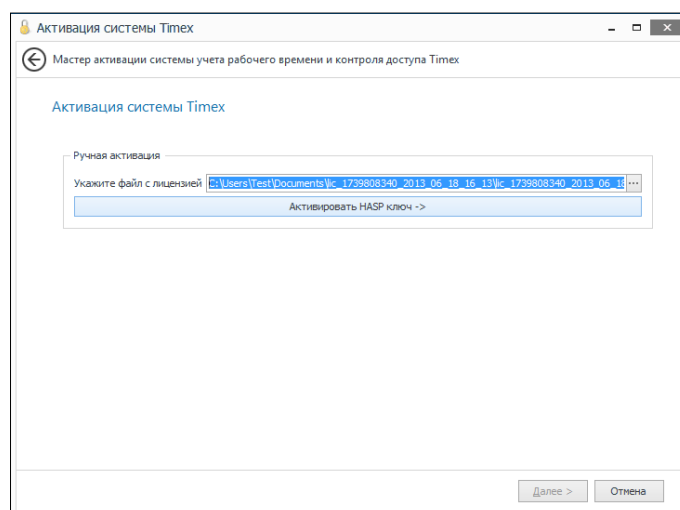 Активация системы Timex
Мастер активации системы учета рабочего времени и контроля доступа Timex
Активация системы Timex
Ручная активация
Укажите файл с лицензией C:\Users\Test\Documents\lic_1739808340_2013_06_18_16_13\lic_1739808340_2013_06_18 ...
Активировать HASP ключ ->
Далее > Отмена